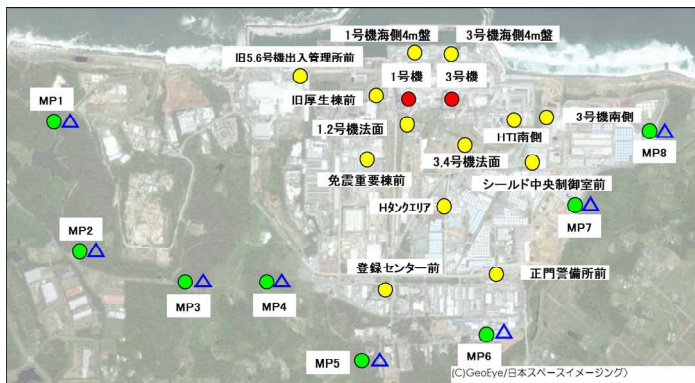 1号機海側4m盤
3号機海側4m盤
旧5.6号機出入管理所前
1号機
3号機
MP1
旧厚生棟前
3号機南側
1.2号機法面
HTI南側
MP8
3,4号機法面
免震重要棟前
シールド中央制御室前
Hタンクエリア
MP7
MP2
登録センター前
正門警備所前
MP3
MP4
MP5
MP6
(C)GeoEye/日本スペースイメージング)